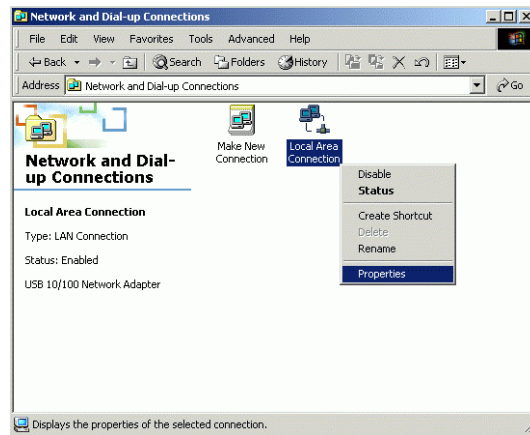 Network and Dial-up Connections
File Edit View Favorites Tools Advanced Help
Back Search Folders History
Address Network and Dial-up Connections Go
Network and Dial-
up Connections
Local Area Connection
Type: LAN Connection
Status: Enabled
USB 10/100 Network Adapter
Make New
Connection
Local Area
Connection
Disable
Status
Create Shortcut
Delete
Rename
Properties
Displays the properties of the selected connection.